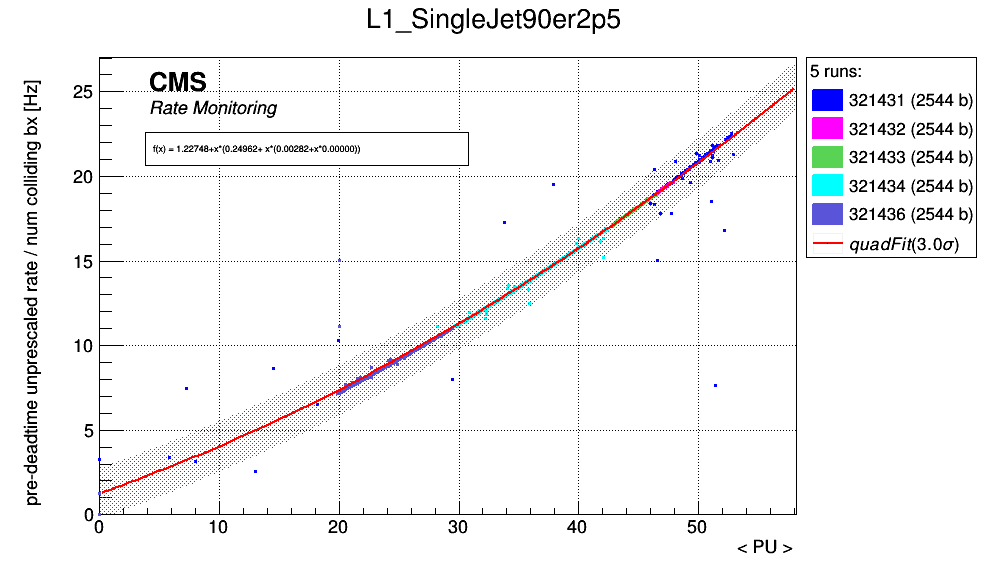 L1_SingleJet90er2p5
pre-deadtime unprescaled rate / num colliding bx [Hz]
CMS
Rate Monitoring
f(x) = 1.22748+x*(0.24962+ x*(0.00282+x*0.00000))
25
20
15
10
5
0
0 10 20 30 40 50
< PU >
5 runs:
321431 (2544 b)
321432 (2544 b)
321433 (2544 b)
321434 (2544 b)
321436 (2544 b)
quadFit(3.0σ)